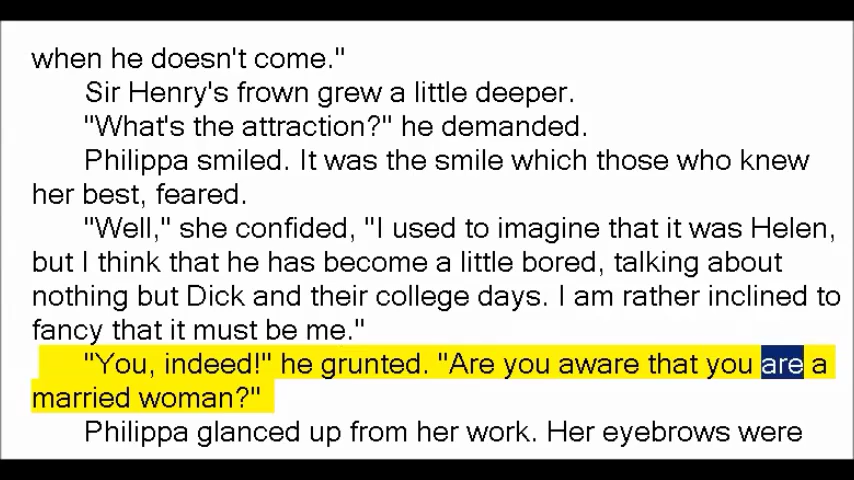 when he doesn't come."
Sir Henry's frown grew a little deeper.
"What's the attraction?" he demanded.
Philippa smiled. It was the smile which those who knew
her best, feared.
"Well," she confided, "I used to imagine that it was Helen,
but I think that he has become a little bored, talking about
nothing but Dick and their college days. I am rather inclined to
fancy that it must be me."
"You, indeed!" he grunted. "Are you aware that you are a
married woman?"
Philippa glanced up from her work. Her eyebrows were